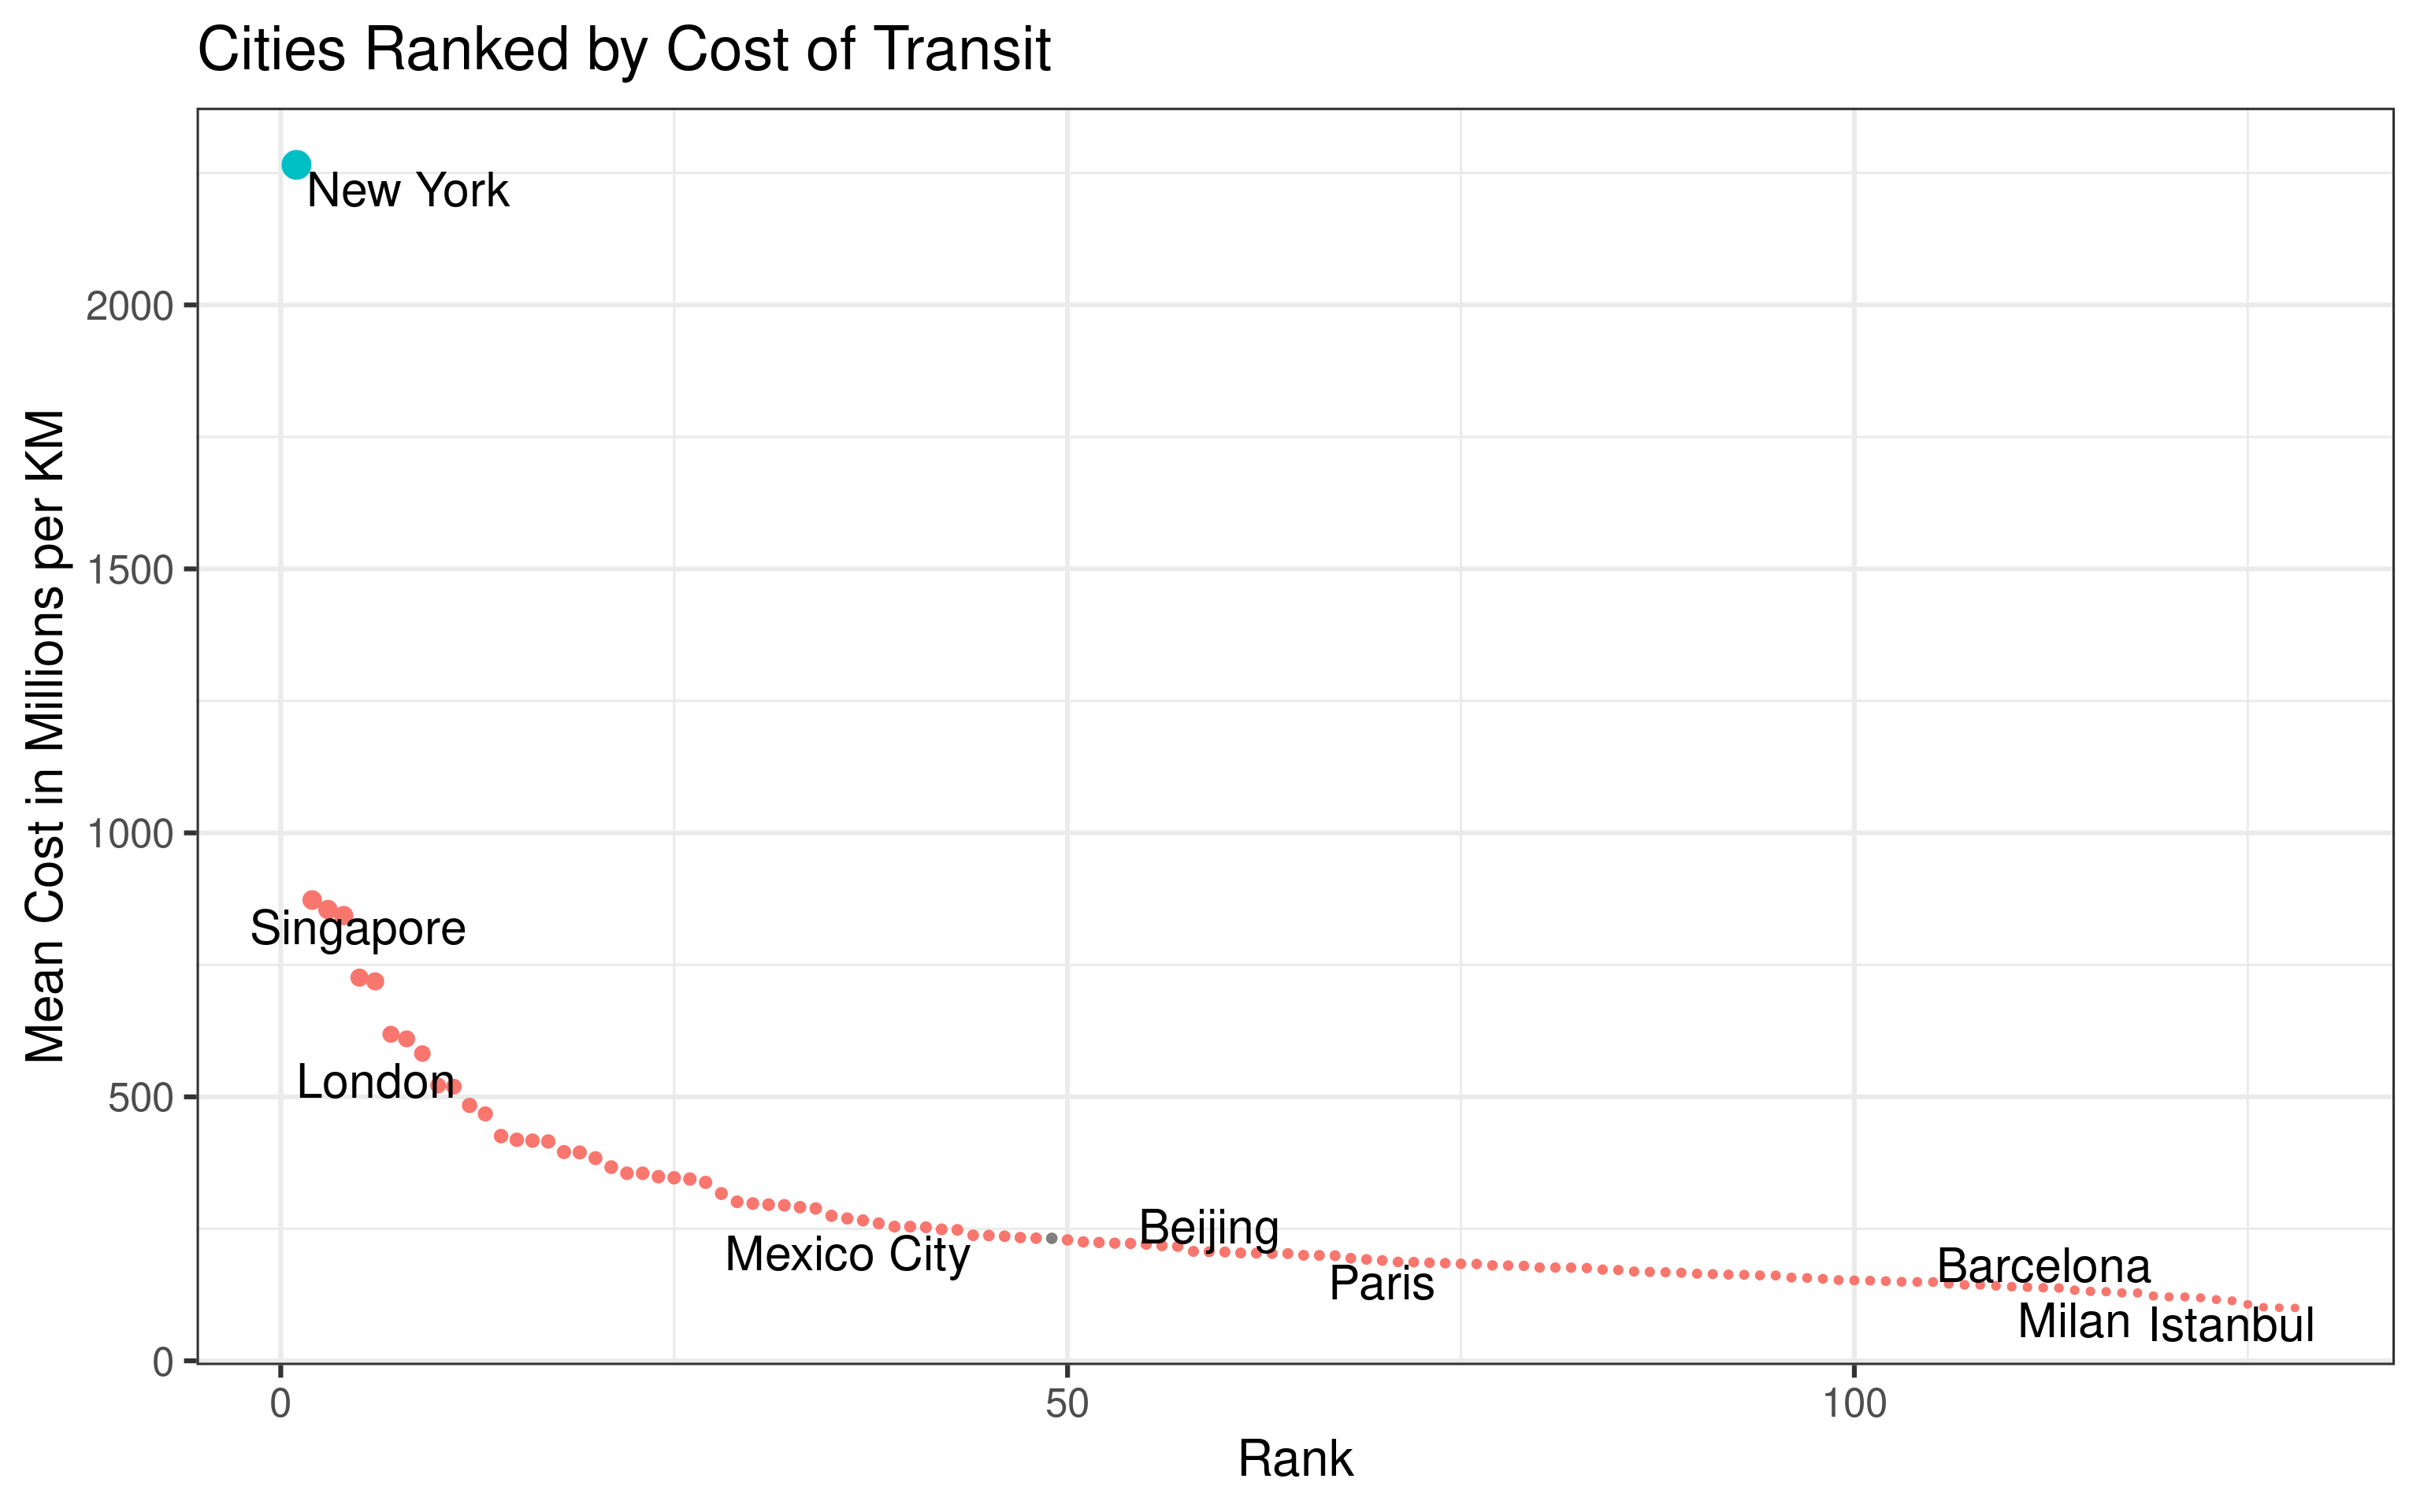 Cities Ranked by Cost of Transit
Mean Cost in Millions per KM
2000
1500
1000
500
0
New York
Singapore
London
Mexico City
Beijing
Paris
Barcelona
Milan
Istanbul
0
50
100
Rank